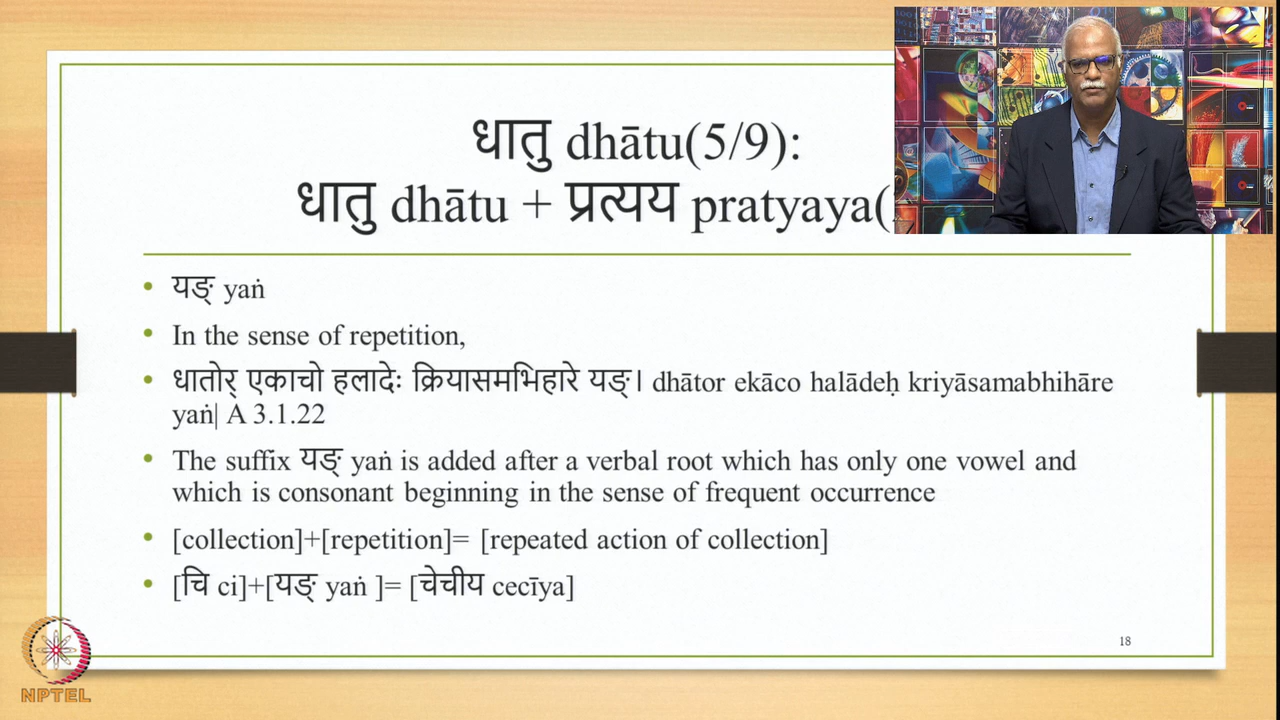 धातु dhātu(5/9):
धातु dhātu + प्रत्यय pratyaya(
• यङ् yaṅ
• In the sense of repetition,
• धातोर् एकाचो हलादेः क्रियासमभिहारे यङ्। dhātor ekāco halādeḥ kriyāsamabhihāre
yaṅ| A 3.1.22
• The suffix यङ् yaṅ is added after a verbal root which has only one vowel and
which is consonant beginning in the sense of frequent occurrence
• [collection]+[repetition]= [repeated action of collection]
• [चि ci]+[यङ् yaṅ ]= [चेचीय cecīya]
18
NPTEL